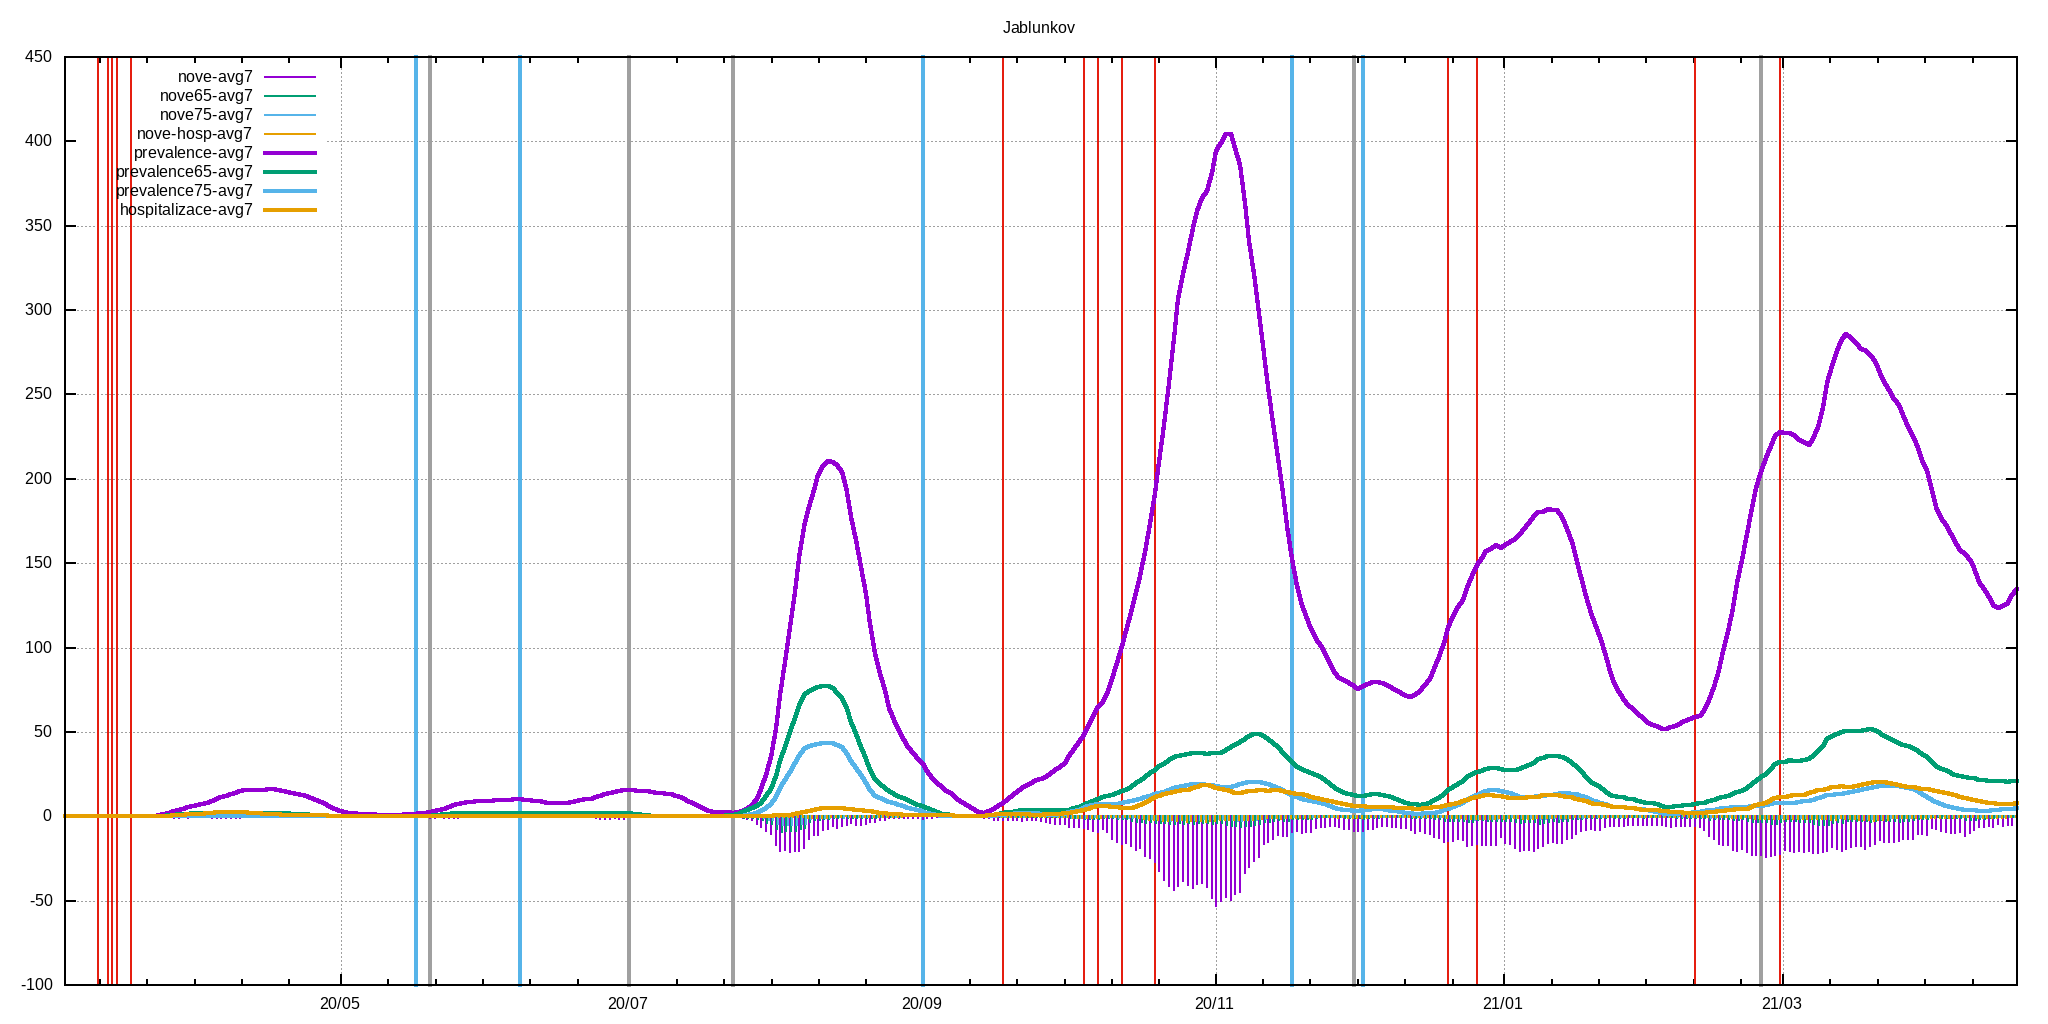 Jablunkov
450
400
350
300
250
200
150
100
50
0
-50
-100
nove-avg7
nove65-avg7
nove75-avg7
nove-hosp-avg7
prevalence-avg7
prevalence65-avg7
prevalence75-avg7
hospitalizace-avg7
20/05 20/07 20/09 20/11 21/01 21/03